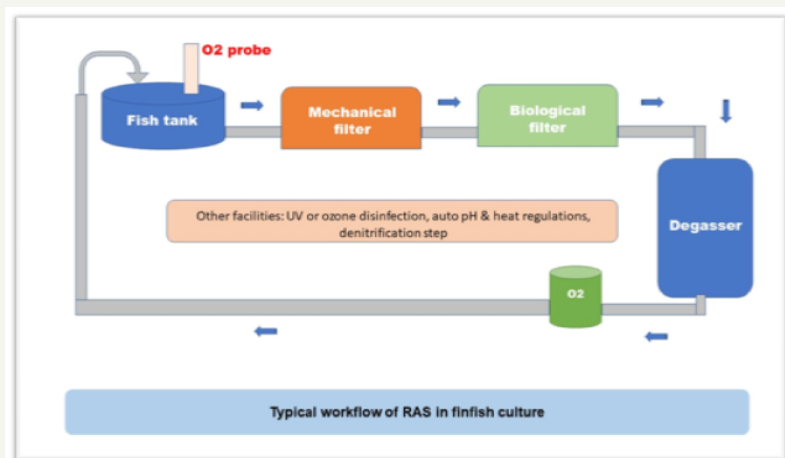 O2 probe
Fish tank
Mechanical
filter
Biological
filter
Degasser
Other facilities: UV or ozone disinfection, auto pH & heat regulations,
denitrification step
O2
Typical workflow of RAS in finfish culture